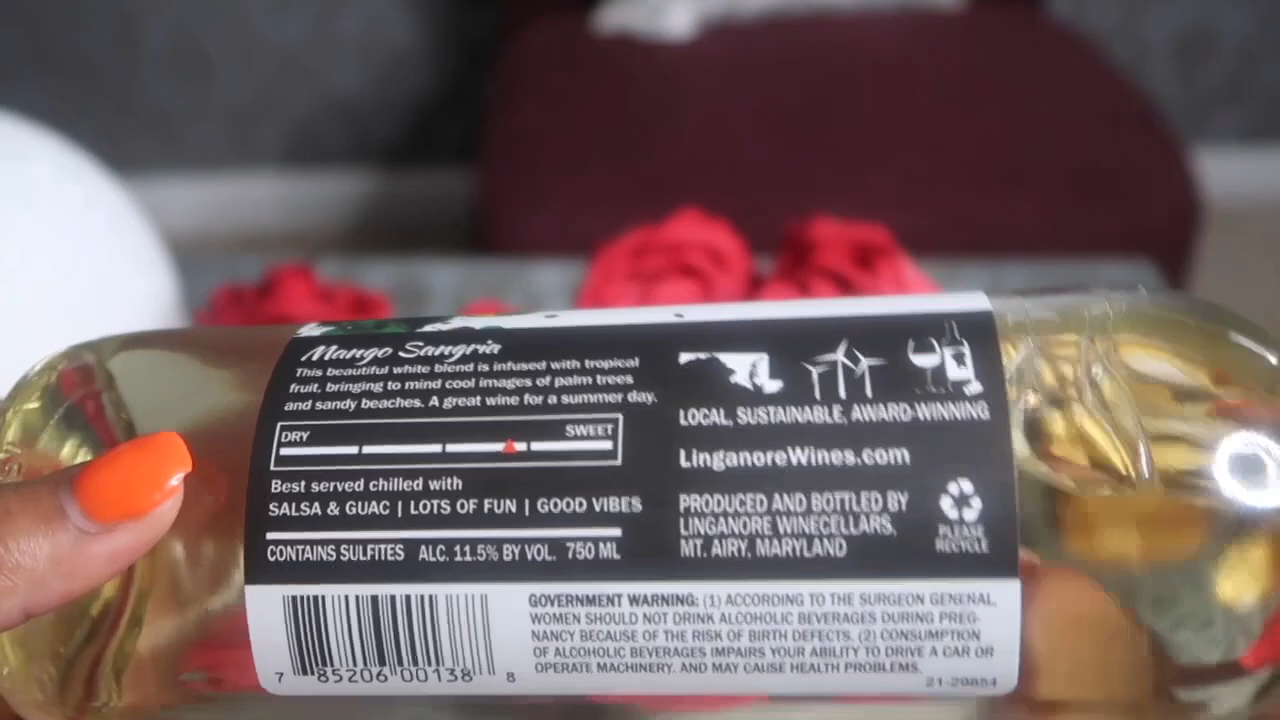 Mango Sangria
This beautiful white blend is infused with tropical
fruit, bringing to mind cool images of palm trees
and sandy beaches. A great wine for a summer day.
DRY SWEET
Best served chilled with
SALSA & GUAC | LOTS OF FUN | GOOD VIBES
CONTAINS SULFITES ALC. 11.5% BY VOL. 750 ML
LOCAL, SUSTAINABLE, AWARD-WINNING
LinganoreWines.com
PRODUCED AND BOTTLED BY
LINGANORE WINECELLARS,
MT. AIRY, MARYLAND
PLEASE
RECYCLE
7 85206 00138 8
GOVERNMENT WARNING: (1) ACCORDING TO THE SURGEON GENERAL,
WOMEN SHOULD NOT DRINK ALCOHOLIC BEVERAGES DURING PREG-
NANCY BECAUSE OF THE RISK OF BIRTH DEFECTS. (2) CONSUMPTION
OF ALCOHOLIC BEVERAGES IMPAIRS YOUR ABILITY TO DRIVE A CAR OR
OPERATE MACHINERY, AND MAY CAUSE HEALTH PROBLEMS.
21-29854